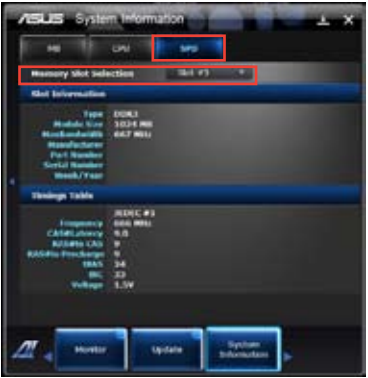 ASUS System Information
MB CPU SPD
Memory Slot Selection Slot #3
Slot Information
Type DDR3
Module Size 1024 MB
MaxBandwidth 667 MHz
Manufacturer
Part Number
Serial Number
Week/Year
Timings Table
JEDEC #3
Frequency 666 MHz
CAS#Latency 9.0
RAS#to CAS 9
RAS#to Precharge 9
tRAS 24
tRC 33
Voltage 1.5V
Monitor Update System
Information